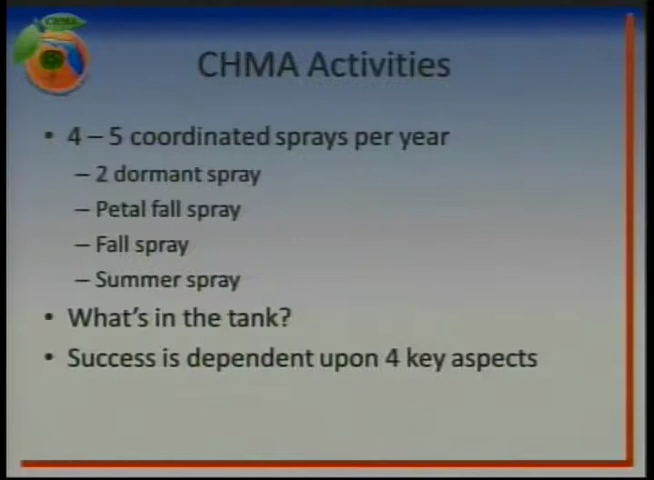 CHMA
CHMA Activities
• 4 – 5 coordinated sprays per year
– 2 dormant spray
– Petal fall spray
– Fall spray
– Summer spray
• What's in the tank?
• Success is dependent upon 4 key aspects